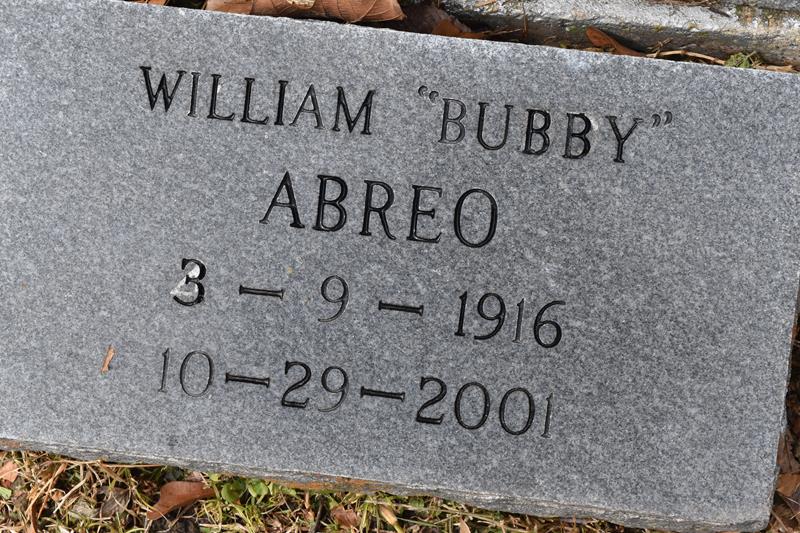 WILLIAM “BUBBY”
ABREO
3 – 9 – 1916
10–29–2001